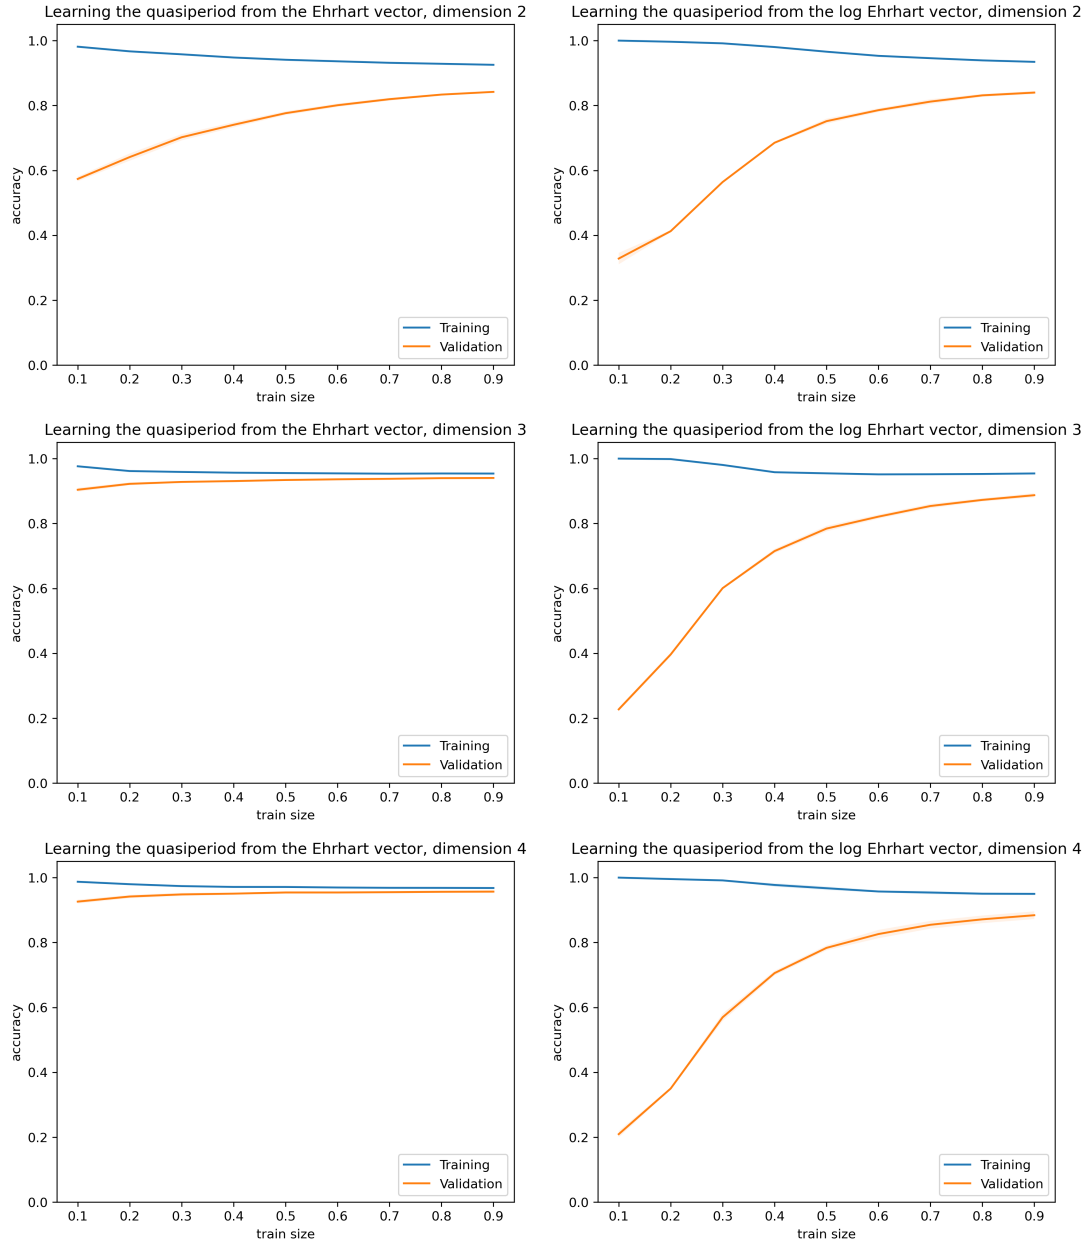 Learning the quasiperiod from the Ehrhart vector, dimension 2
1.0
0.8
0.6
0.4
0.2
0.0
accuracy
0.1 0.2 0.3 0.4 0.5 0.6 0.7 0.8 0.9
train size
Training
Validation
Learning the quasiperiod from the log Ehrhart vector, dimension 2
1.0
0.8
0.6
0.4
0.2
0.0
accuracy
0.1 0.2 0.3 0.4 0.5 0.6 0.7 0.8 0.9
train size
Training
Validation
Learning the quasiperiod from the Ehrhart vector, dimension 3
1.0
0.8
0.6
0.4
0.2
0.0
accuracy
0.1 0.2 0.3 0.4 0.5 0.6 0.7 0.8 0.9
train size
Training
Validation
Learning the quasiperiod from the log Ehrhart vector, dimension 3
1.0
0.8
0.6
0.4
0.2
0.0
accuracy
0.1 0.2 0.3 0.4 0.5 0.6 0.7 0.8 0.9
train size
Training
Validation
Learning the quasiperiod from the Ehrhart vector, dimension 4
1.0
0.8
0.6
0.4
0.2
0.0
accuracy
0.1 0.2 0.3 0.4 0.5 0.6 0.7 0.8 0.9
train size
Training
Validation
Learning the quasiperiod from the log Ehrhart vector, dimension 4
1.0
0.8
0.6
0.4
0.2
0.0
accuracy
0.1 0.2 0.3 0.4 0.5 0.6 0.7 0.8 0.9
train size
Training
Validation